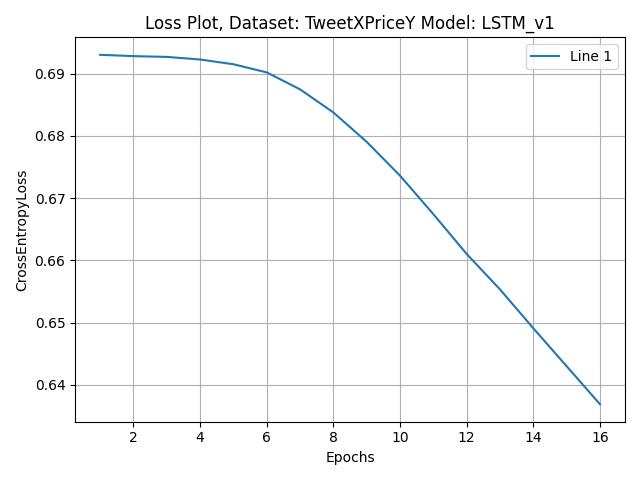 Loss Plot, Dataset: TweetXPriceY Model: LSTM_v1
Line 1
CrossEntropyLoss
0.69
0.68
0.67
0.66
0.65
0.64
2 4 6 8 10 12 14 16
Epochs